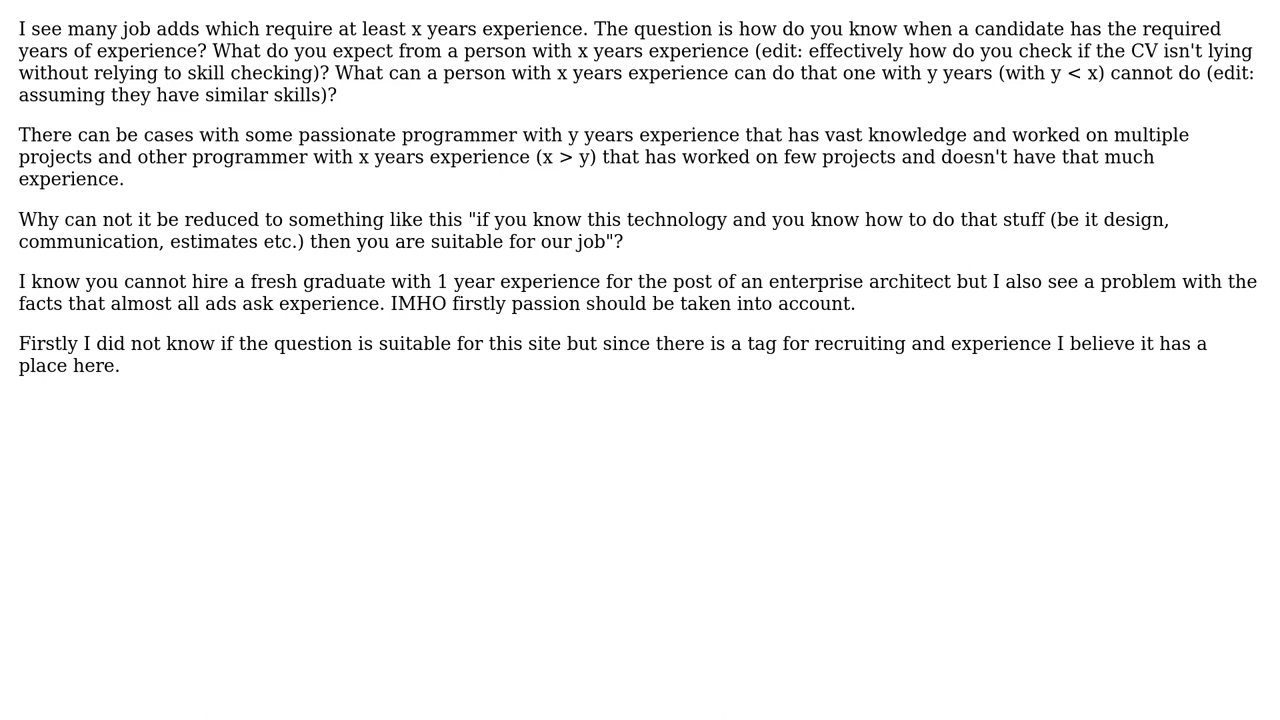 I see many job adds which require at least x years experience. The question is how do you know when a candidate has the required
years of experience? What do you expect from a person with x years experience (edit: effectively how do you check if the CV isn't lying
without relying to skill checking)? What can a person with x years experience can do that one with y years (with y < x) cannot do (edit:
assuming they have similar skills)?
There can be cases with some passionate programmer with y years experience that has vast knowledge and worked on multiple
projects and other programmer with x years experience (x > y) that has worked on few projects and doesn't have that much
experience.
Why can not it be reduced to something like this "if you know this technology and you know how to do that stuff (be it design,
communication, estimates etc.) then you are suitable for our job"?
I know you cannot hire a fresh graduate with 1 year experience for the post of an enterprise architect but I also see a problem with the
facts that almost all ads ask experience. IMHO firstly passion should be taken into account.
Firstly I did not know if the question is suitable for this site but since there is a tag for recruiting and experience I believe it has a
place here.